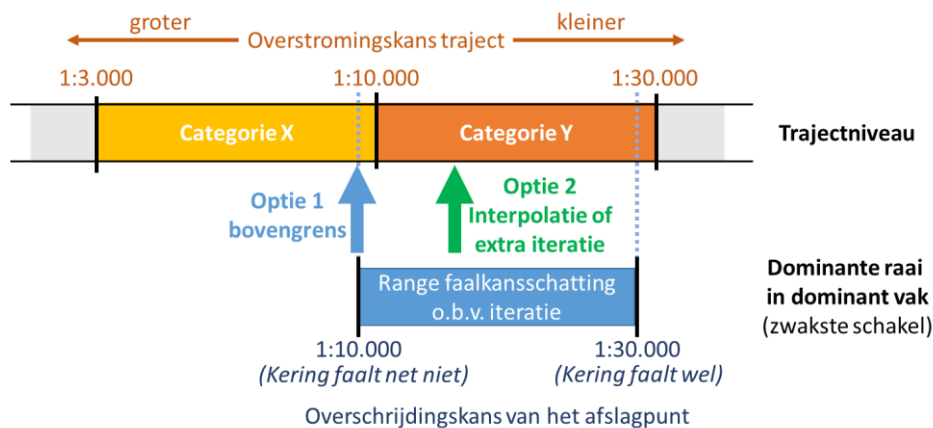 groter
kleiner
Overstromingskans traject
1:3.000
1:10.000
1:30.000
Categorie X
Categorie Y
Trajectniveau
Optie 1
bovengrens
Optie 2
Interpolatie of
extra iteratie
Range faalkansschatting
o.b.v. iteratie
Dominante raai
in dominant vak
(zwakste schakel)
1:10.000
(Kering faalt net niet)
1:30.000
(Kering faalt wel)
Overschrijdingskans van het afslagpunt